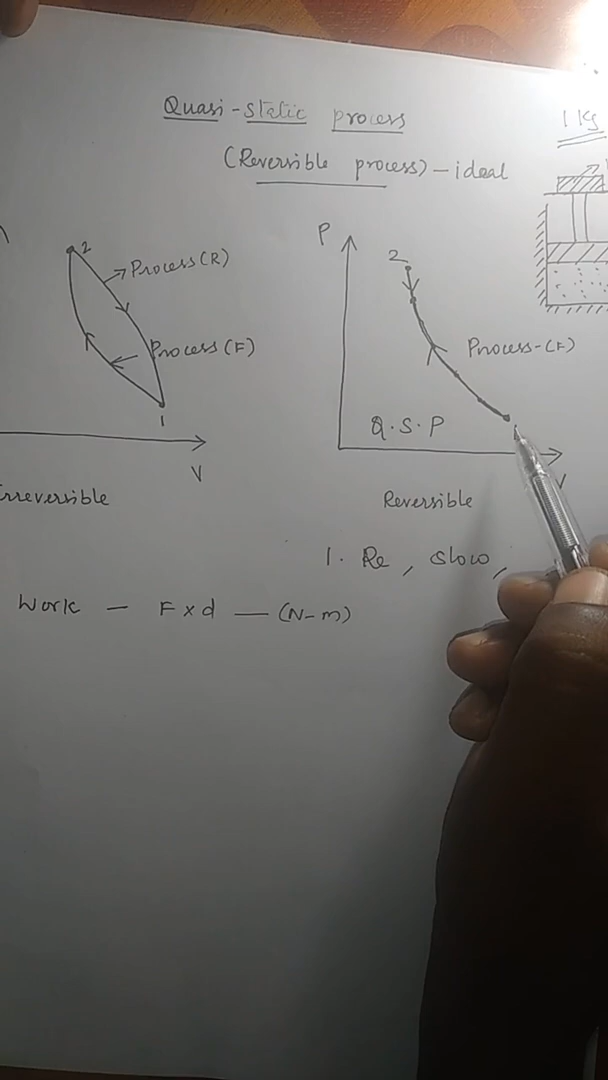 Quasi-static process
(Reversible process) - ideal
1 Kg
2
Process (R)
Process (F)
1
V
Irreversible
P
2
Process-(F)
Q.S.P
V
Reversible
1. Re, slow,
Work - F x d - (N-m)